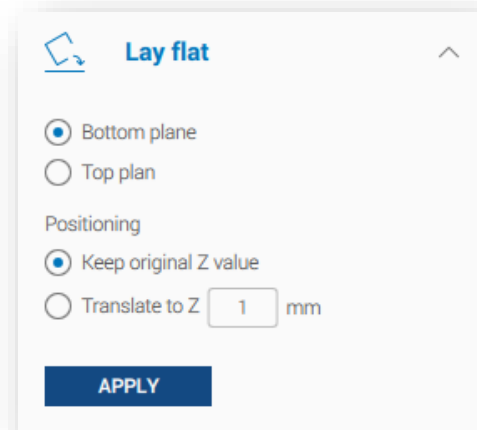 Lay flat
Bottom plane
Top plan
Positioning
Keep original Z value
Translate to Z 1 mm
APPLY